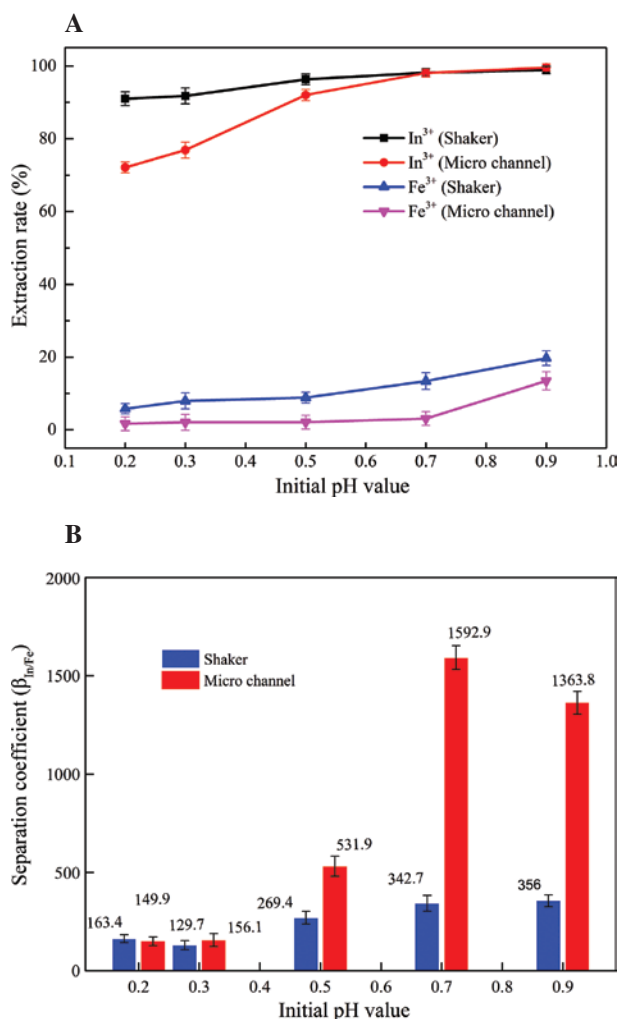 A
Extraction rate (%)
100
80
60
40
20
0
In³⁺ (Shaker)
In³⁺ (Micro channel)
Fe³⁺ (Shaker)
Fe³⁺ (Micro channel)
0.1 0.2 0.3 0.4 0.5 0.6 0.7 0.8 0.9 1.0
Initial pH value
B
Separation coefficient (βIn/Fe)
2000
1500
1000
500
0
Shaker
Micro channel
163.4
149.9
129.7
156.1
269.4
531.9
342.7
1592.9
356
1363.8
0.2 0.3 0.4 0.5 0.6 0.7 0.8 0.9
Initial pH value